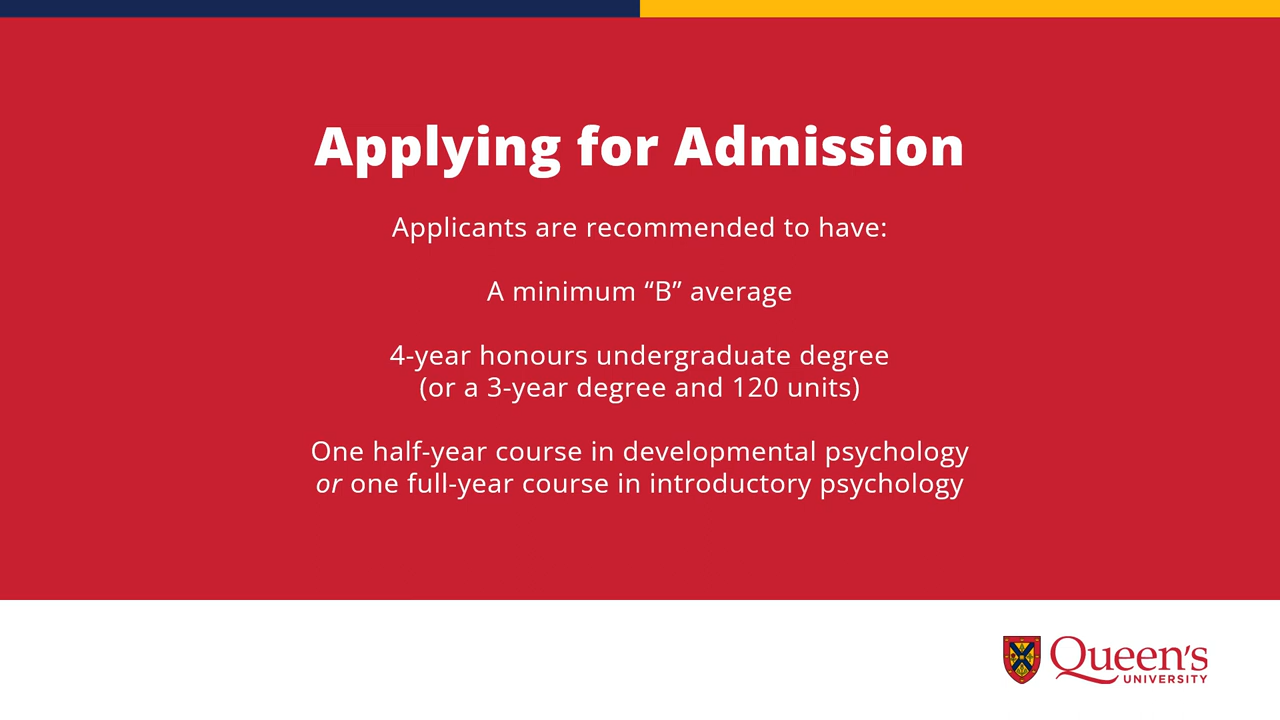 Applying for Admission
Applicants are recommended to have:
A minimum “B” average
4-year honours undergraduate degree
(or a 3-year degree and 120 units)
One half-year course in developmental psychology
or one full-year course in introductory psychology
Queen's
UNIVERSITY